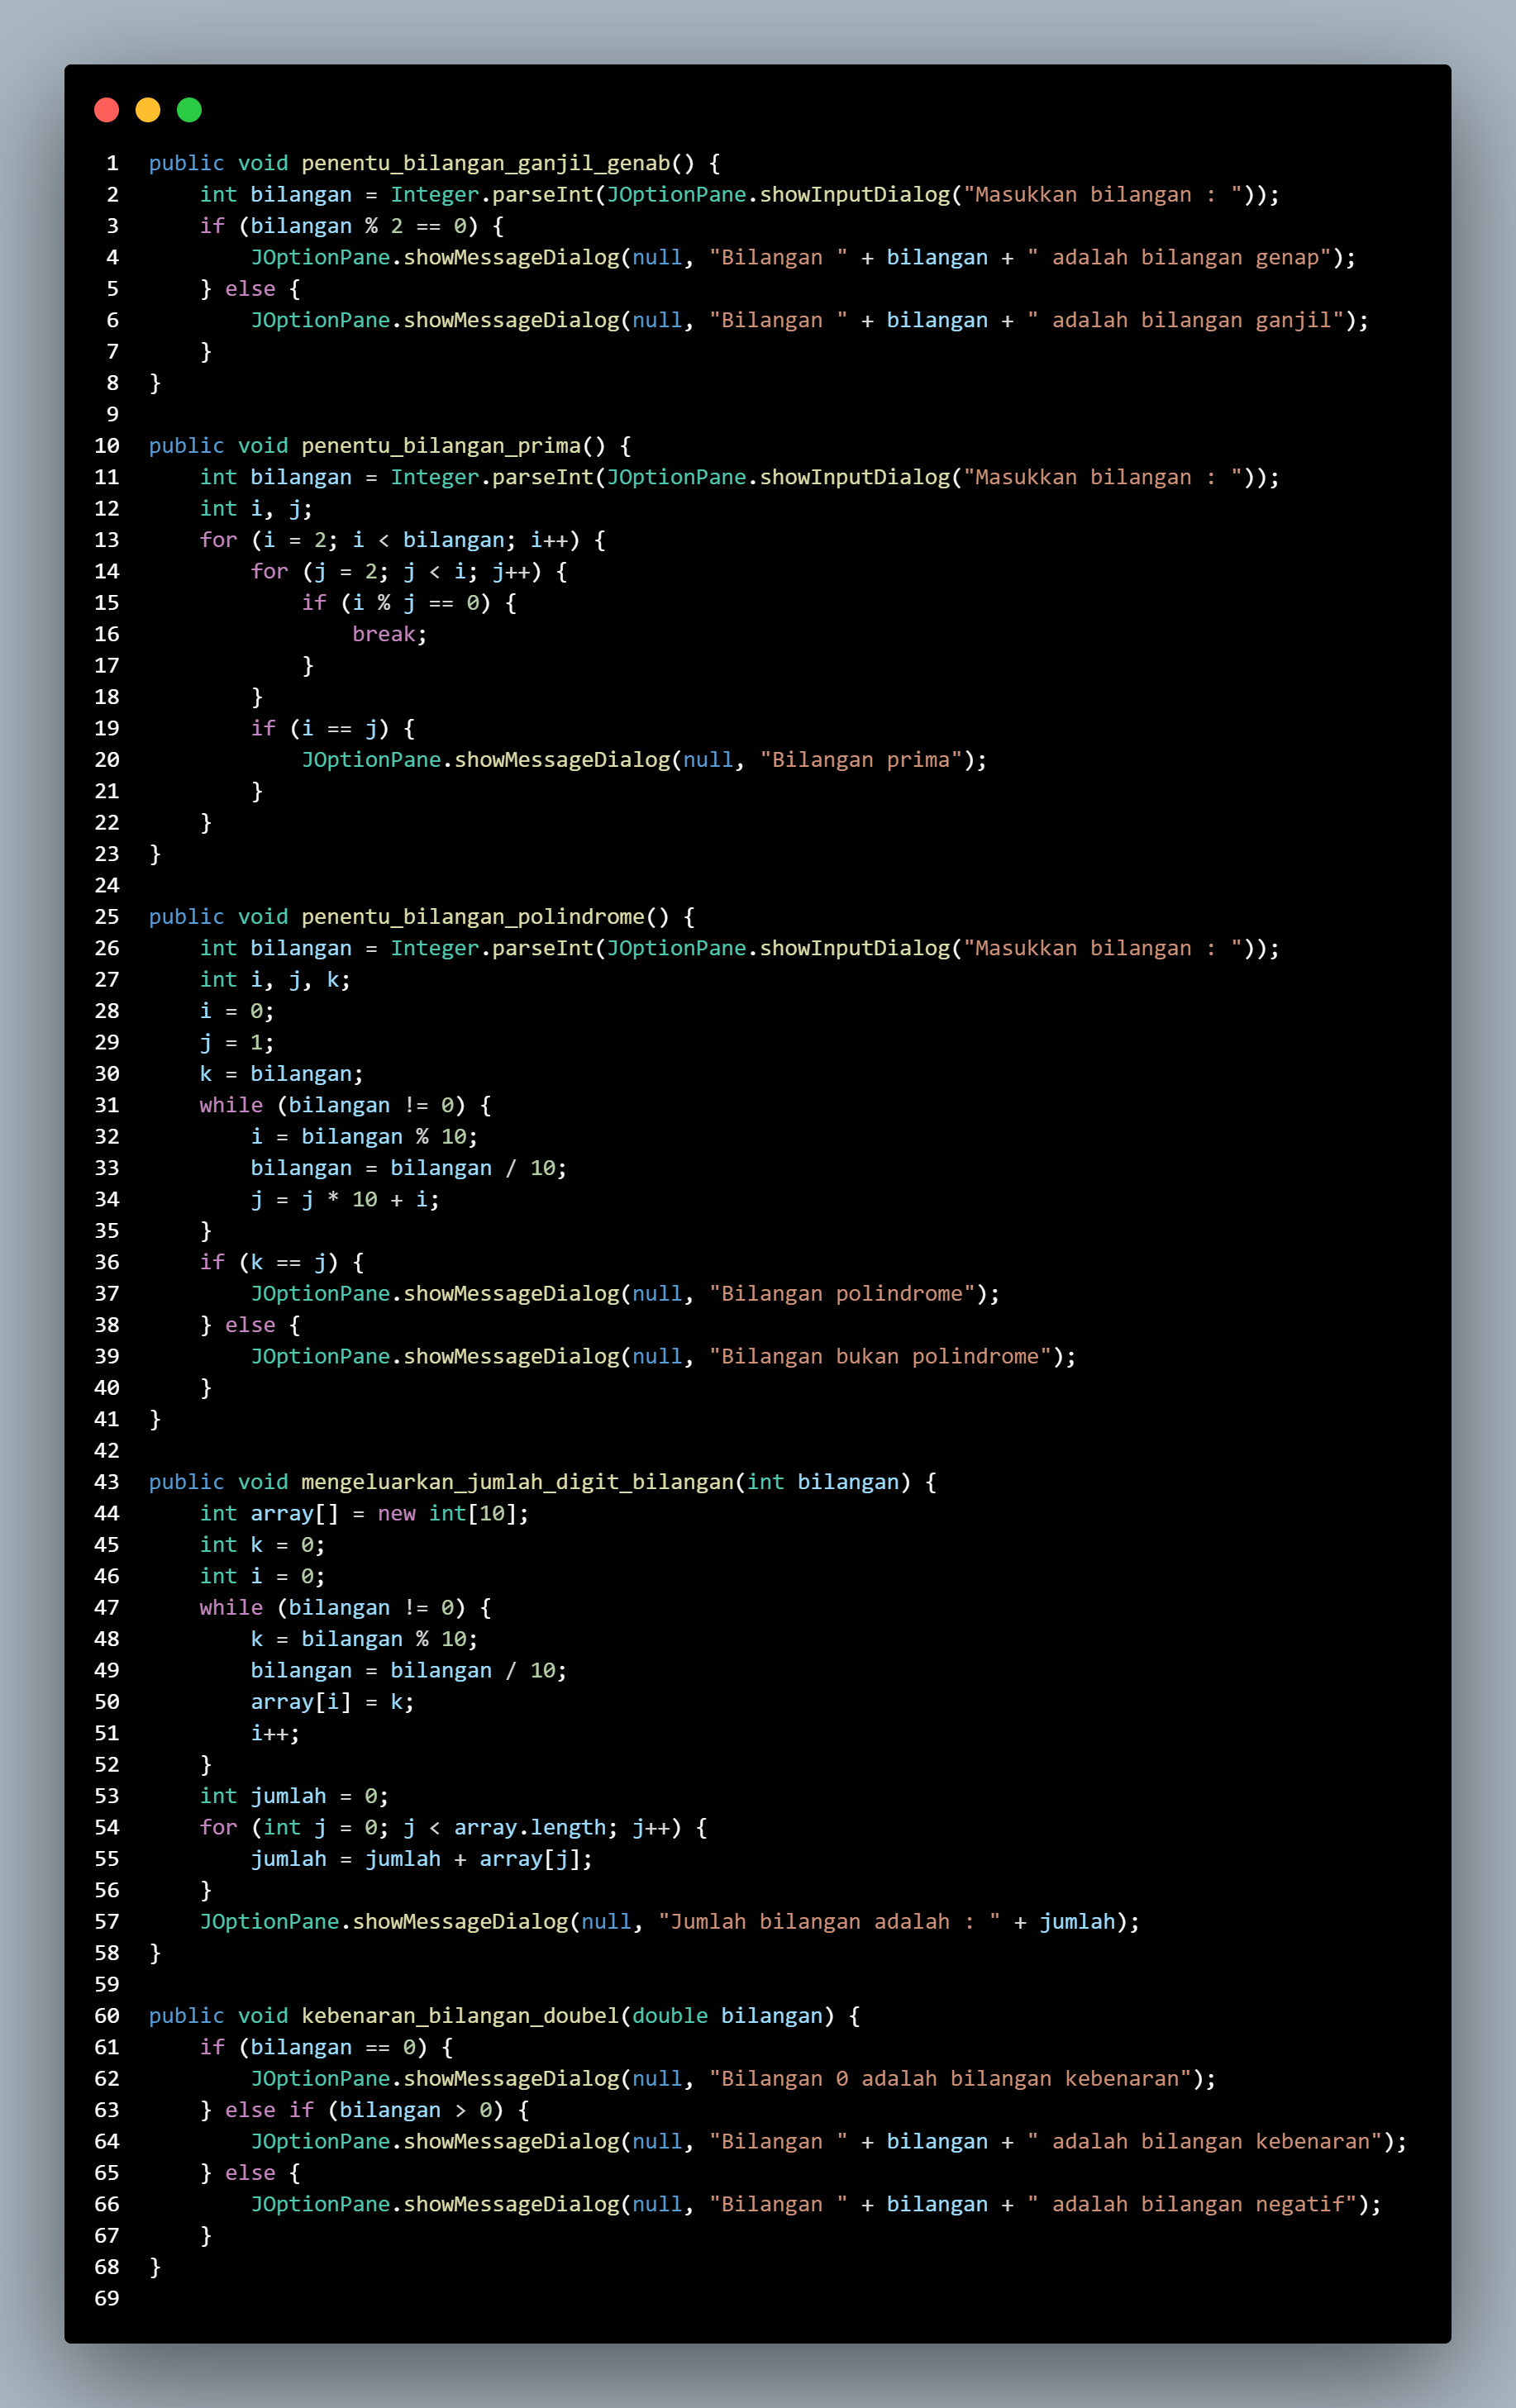 1 public void penentu_bilangan_ganjil_genab() {
2     int bilangan = Integer.parseInt(JOptionPane.showInputDialog("Masukkan bilangan : "));
3     if (bilangan % 2 == 0) {
4         JOptionPane.showMessageDialog(null, "Bilangan " + bilangan + " adalah bilangan genap");
5     } else {
6         JOptionPane.showMessageDialog(null, "Bilangan " + bilangan + " adalah bilangan ganjil");
7     }
8 }
9
10 public void penentu_bilangan_prima() {
11     int bilangan = Integer.parseInt(JOptionPane.showInputDialog("Masukkan bilangan : "));
12     int i, j;
13     for (i = 2; i < bilangan; i++) {
14         for (j = 2; j < i; j++) {
15             if (i % j == 0) {
16                 break;
17             }
18         }
19         if (i == j) {
20             JOptionPane.showMessageDialog(null, "Bilangan prima");
21         }
22     }
23 }
24
25 public void penentu_bilangan_polindrome() {
26     int bilangan = Integer.parseInt(JOptionPane.showInputDialog("Masukkan bilangan : "));
27     int i, j, k;
28     i = 0;
29     j = 1;
30     k = bilangan;
31     while (bilangan != 0) {
32         i = bilangan % 10;
33         bilangan = bilangan / 10;
34         j = j * 10 + i;
35     }
36     if (k == j) {
37         JOptionPane.showMessageDialog(null, "Bilangan polindrome");
38     } else {
39         JOptionPane.showMessageDialog(null, "Bilangan bukan polindrome");
40     }
41 }
42
43 public void mengeluarkan_jumlah_digit_bilangan(int bilangan) {
44     int array[] = new int[10];
45     int k = 0;
46     int i = 0;
47     while (bilangan != 0) {
48         k = bilangan % 10;
49         bilangan = bilangan / 10;
50         array[i] = k;
51         i++;
52     }
53     int jumlah = 0;
54     for (int j = 0; j < array.length; j++) {
55         jumlah = jumlah + array[j];
56     }
57     JOptionPane.showMessageDialog(null, "Jumlah bilangan adalah : " + jumlah);
58 }
59
60 public void kebenaran_bilangan_doubel(double bilangan) {
61     if (bilangan == 0) {
62         JOptionPane.showMessageDialog(null, "Bilangan 0 adalah bilangan kebenaran");
63     } else if (bilangan > 0) {
64         JOptionPane.showMessageDialog(null, "Bilangan " + bilangan + " adalah bilangan kebenaran");
65     } else {
66         JOptionPane.showMessageDialog(null, "Bilangan " + bilangan + " adalah bilangan negatif");
67     }
68 }
69